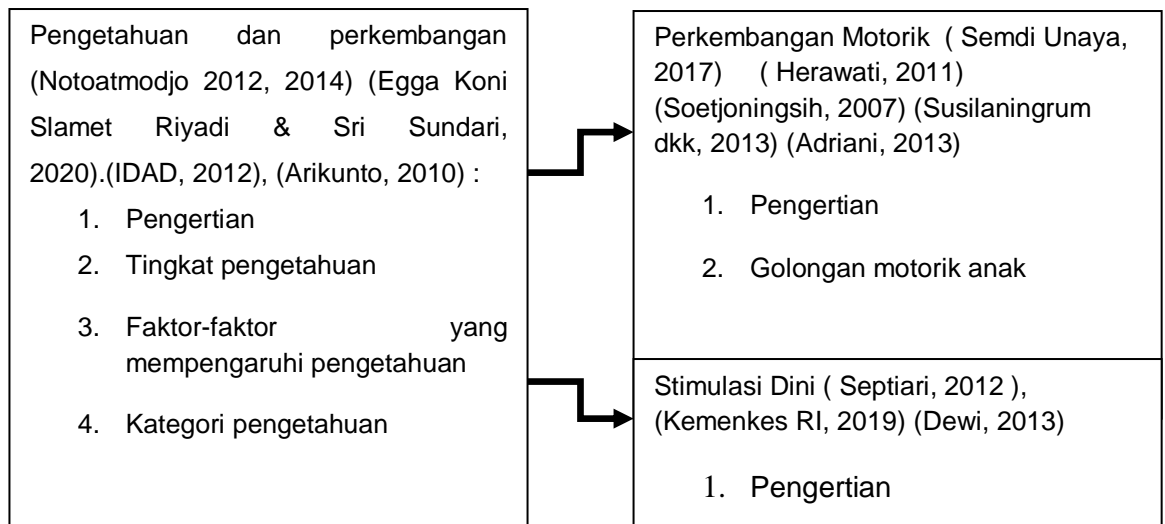 Pengetahuan dan perkembangan
(Notoatmodjo 2012, 2014) (Egga Koni
Slamet Riyadi & Sri Sundari,
2020).(IDAD, 2012), (Arikunto, 2010) :
1. Pengertian
2. Tingkat pengetahuan
3. Faktor-faktor yang
mempengaruhi pengetahuan
4. Kategori pengetahuan
Perkembangan Motorik ( Semdi Unaya,
2017) ( Herawati, 2011)
(Soetjoningsih, 2007) (Susilaningrum
dkk, 2013) (Adriani, 2013)
1. Pengertian
2. Golongan motorik anak
Stimulasi Dini ( Septiari, 2012 ),
(Kemenkes RI, 2019) (Dewi, 2013)
1. Pengertian